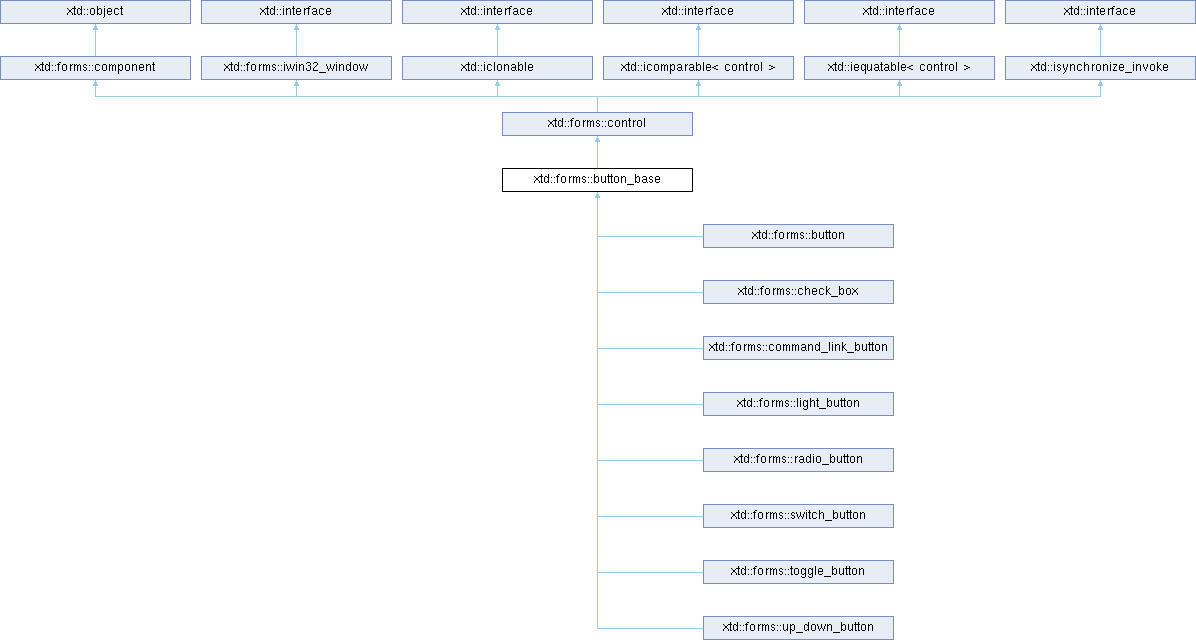 xtd::object
xtd::interface
xtd::interface
xtd::interface
xtd::interface
xtd::interface
xtd::forms::component
xtd::forms::iwin32_window
xtd::iclonable
xtd::icomparable< control >
xtd::iequatable< control >
xtd::isynchronize_invoke
xtd::forms::control
xtd::forms::button_base
xtd::forms::button
xtd::forms::check_box
xtd::forms::command_link_button
xtd::forms::light_button
xtd::forms::radio_button
xtd::forms::switch_button
xtd::forms::toggle_button
xtd::forms::up_down_button